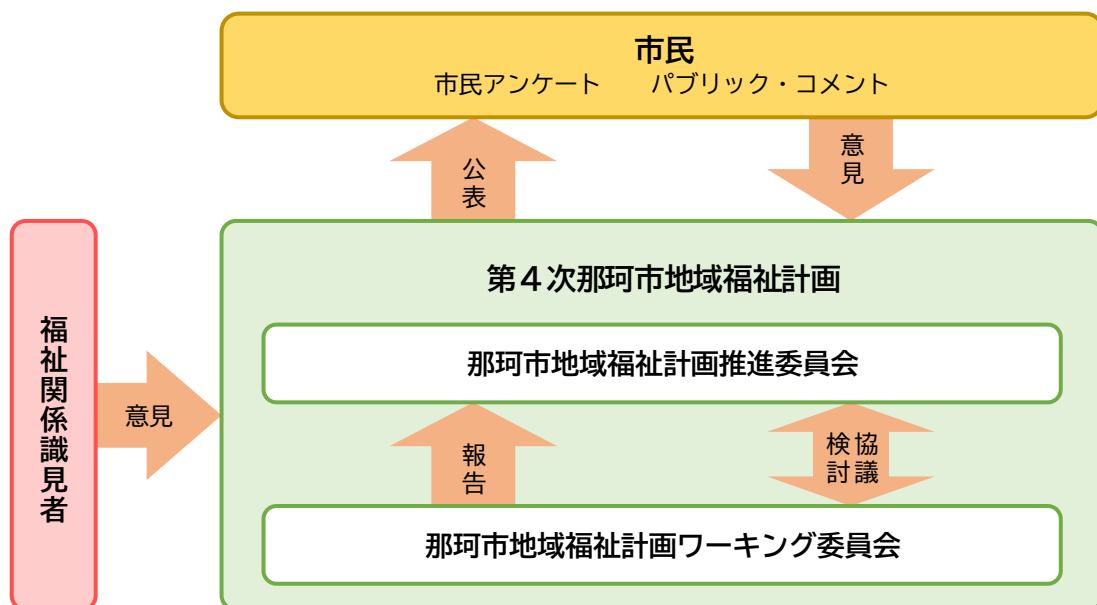 市民
市民アンケート　　パブリック・コメント
公表
意見
第４次那珂市地域福祉計画
福祉関係識見者
意見
那珂市地域福祉計画推進委員会
報告
協議
検討
那珂市地域福祉計画ワーキング委員会